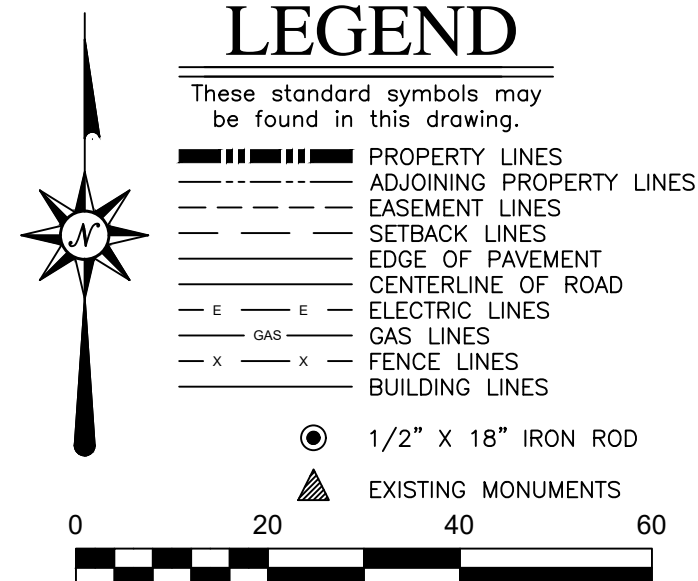 LEGEND
These standard symbols may
be found in this drawing.
PROPERTY LINES
ADJOINING PROPERTY LINES
EASEMENT LINES
SETBACK LINES
EDGE OF PAVEMENT
CENTERLINE OF ROAD
E E ELECTRIC LINES
GAS GAS LINES
X X FENCE LINES
BUILDING LINES
1/2" X 18" IRON ROD
EXISTING MONUMENTS
N
0 20 40 60